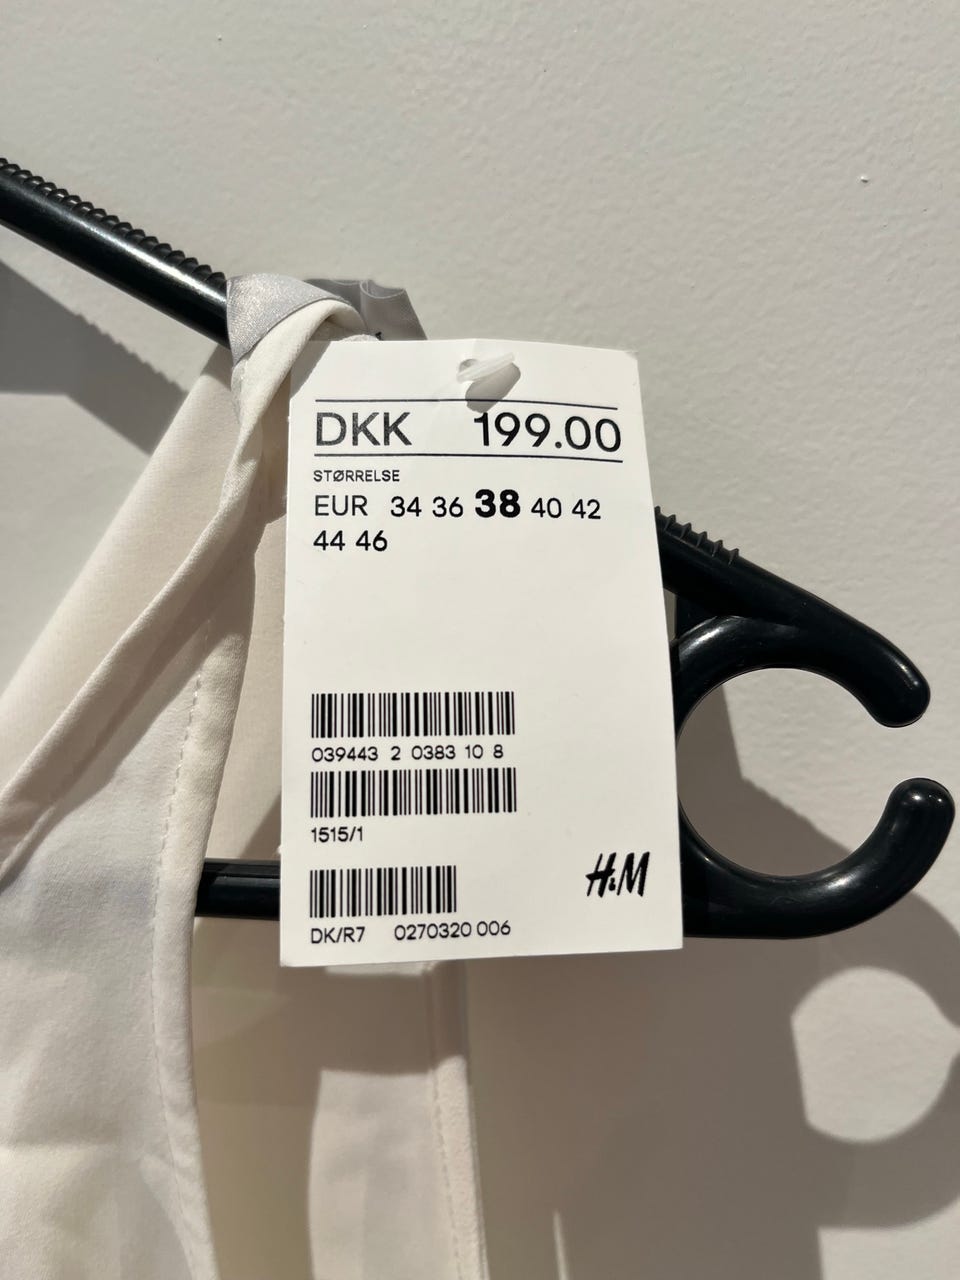 DKK 199.00
STØRRELSE
EUR 34 36 38 40 42
44 46
039443 2 0383 10 8
1515/1
H&M
DK/R7 0270320 006